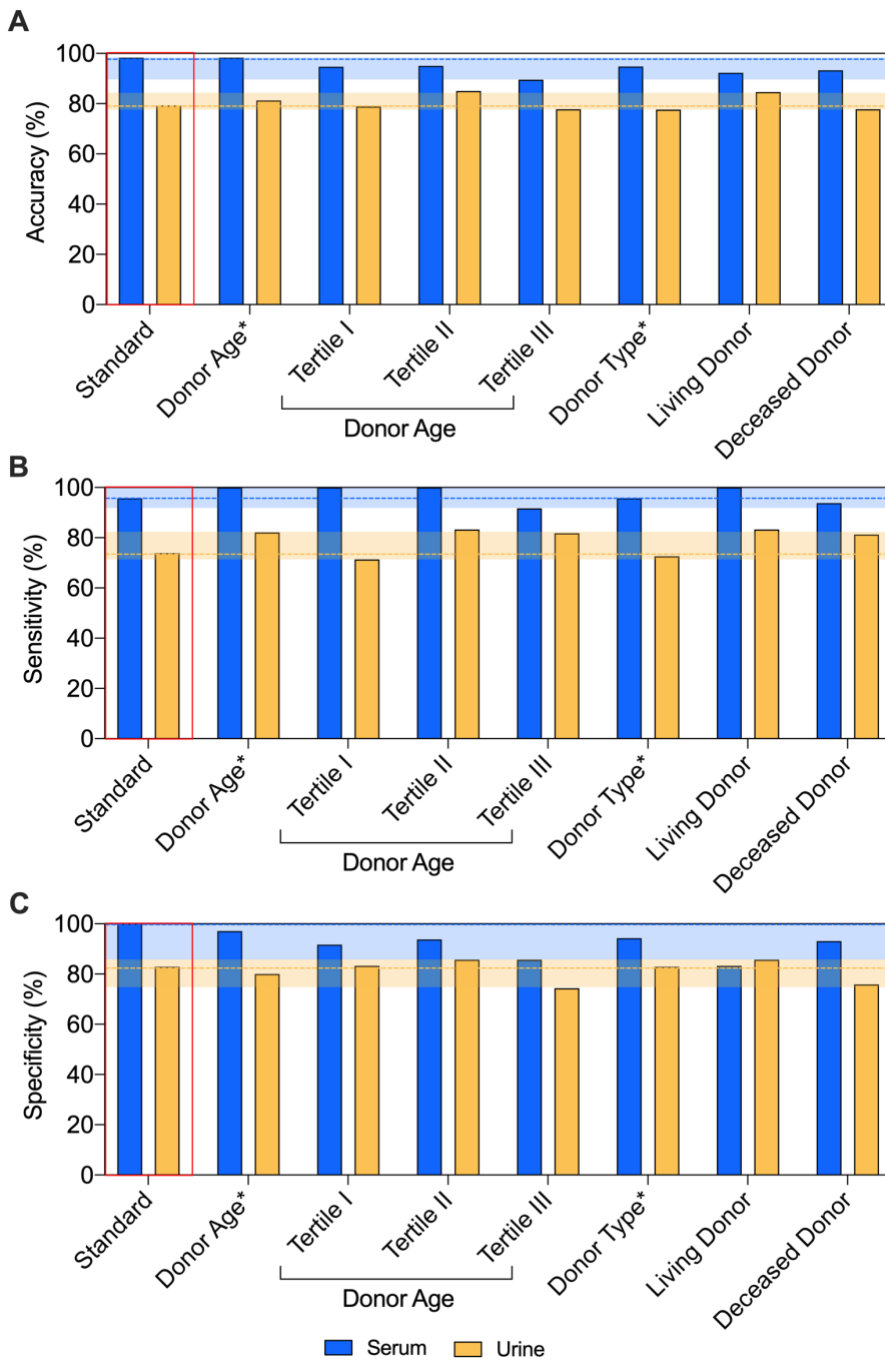 A
Accuracy (%)
100
80
60
40
20
0
Standard
Donor Age*
Tertile I
Tertile II
Tertile III
Donor Type*
Living Donor
Deceased Donor
Donor Age
B
Sensitivity (%)
100
80
60
40
20
0
Standard
Donor Age*
Tertile I
Tertile II
Tertile III
Donor Type*
Living Donor
Deceased Donor
Donor Age
C
Specificity (%)
100
80
60
40
20
0
Standard
Donor Age*
Tertile I
Tertile II
Tertile III
Donor Type*
Living Donor
Deceased Donor
Donor Age
Serum Urine